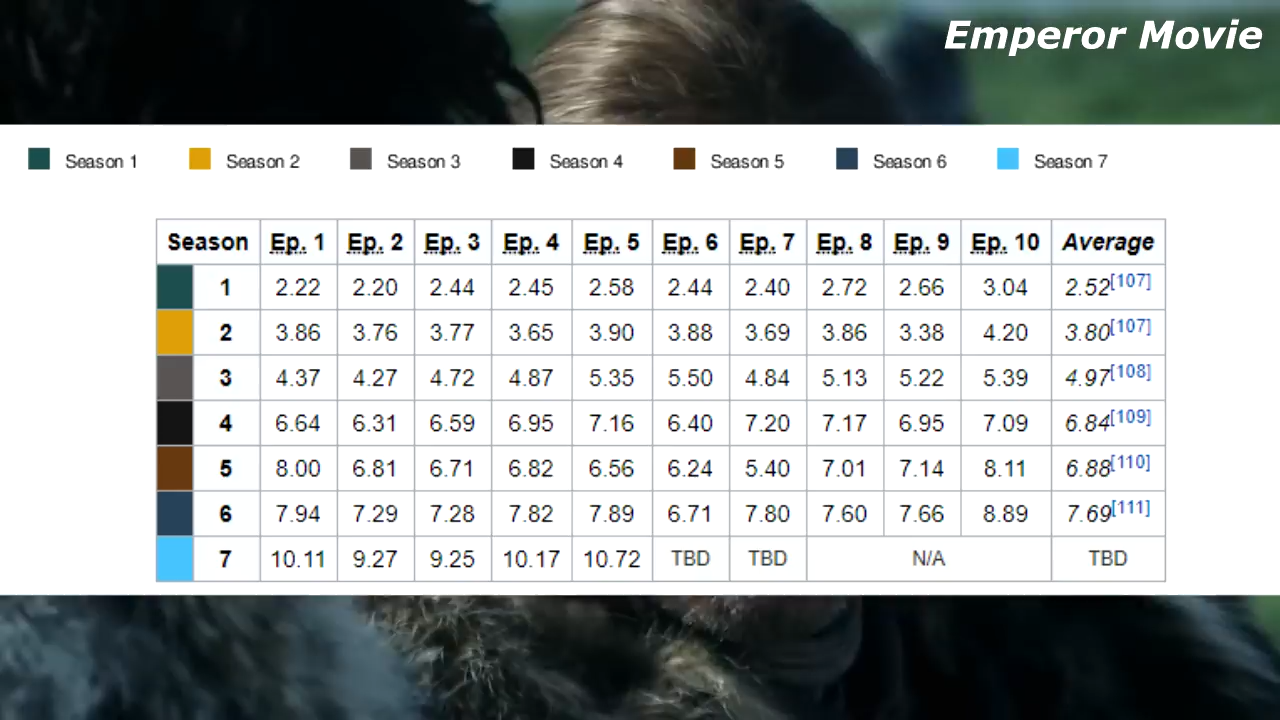 Emperor Movie
Season 1 Season 2 Season 3 Season 4 Season 5 Season 6 Season 7
Season Ep. 1 Ep. 2 Ep. 3 Ep. 4 Ep. 5 Ep. 6 Ep. 7 Ep. 8 Ep. 9 Ep. 10 Average
1 2.22 2.20 2.44 2.45 2.58 2.44 2.40 2.72 2.66 3.04 2.52[107]
2 3.86 3.76 3.77 3.65 3.90 3.88 3.69 3.86 3.38 4.20 3.80[107]
3 4.37 4.27 4.72 4.87 5.35 5.50 4.84 5.13 5.22 5.39 4.97[108]
4 6.64 6.31 6.59 6.95 7.16 6.40 7.20 7.17 6.95 7.09 6.84[109]
5 8.00 6.81 6.71 6.82 6.56 6.24 5.40 7.01 7.14 8.11 6.88[110]
6 7.94 7.29 7.28 7.82 7.89 6.71 7.80 7.60 7.66 8.89 7.69[111]
7 10.11 9.27 9.25 10.17 10.72 TBD TBD N/A TBD